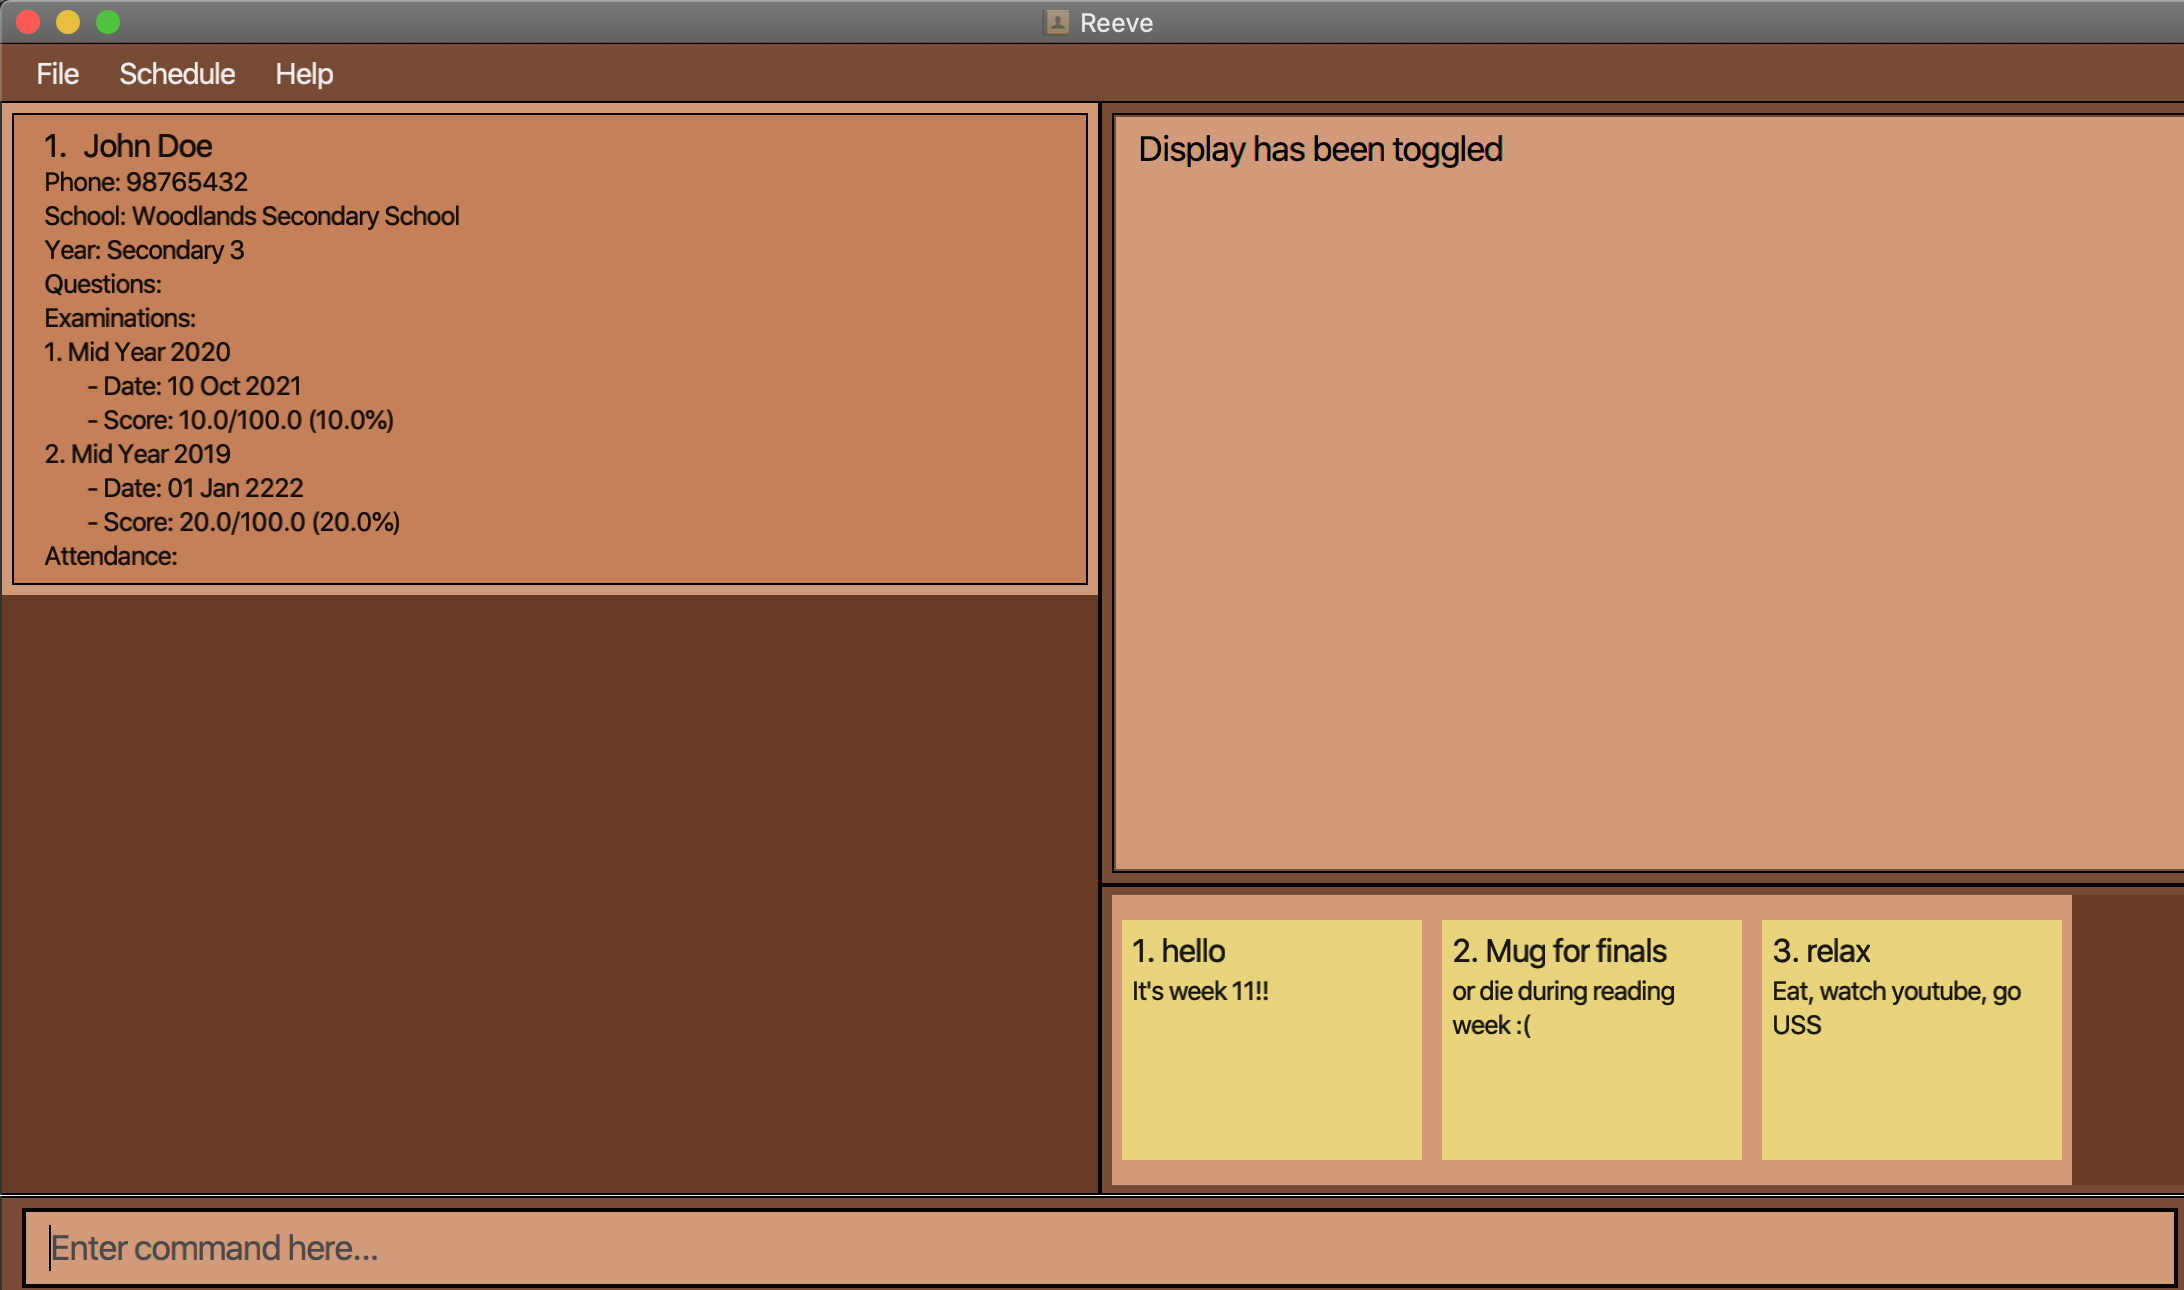 Reeve
File Schedule Help
1. John Doe
Phone: 98765432
School: Woodlands Secondary School
Year: Secondary 3
Questions:
Examinations:
1. Mid Year 2020
- Date: 10 Oct 2021
- Score: 10.0/100.0 (10.0%)
2. Mid Year 2019
- Date: 01 Jan 2222
- Score: 20.0/100.0 (20.0%)
Attendance:
Display has been toggled
1. hello
It's week 11!!
2. Mug for finals
or die during reading
week :(
3. relax
Eat, watch youtube, go
USS
Enter command here...